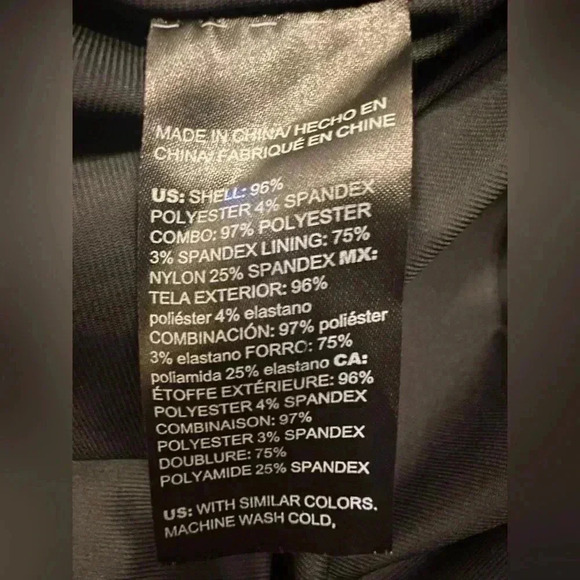 MADE IN CHINA/ HECHO EN
CHINA/ FABRIQUÉ EN CHINE
US: SHELL: 96%
POLYESTER 4% SPANDEX
COMBO: 97% POLYESTER
3% SPANDEX LINING: 75%
NYLON 25% SPANDEX MX:
TELA EXTERIOR: 96%
poliéster 4% elastano
COMBINACIÓN: 97% poliéster
3% elastano FORRO: 75%
poliamida 25% elastano CA:
ÉTOFFE EXTÉRIEURE: 96%
POLYESTER 4% SPANDEX
COMBINAISON: 97%
POLYESTER 3% SPANDEX
DOUBLURE: 75%
POLYAMIDE 25% SPANDEX
US: WITH SIMILAR COLORS.
MACHINE WASH COLD,